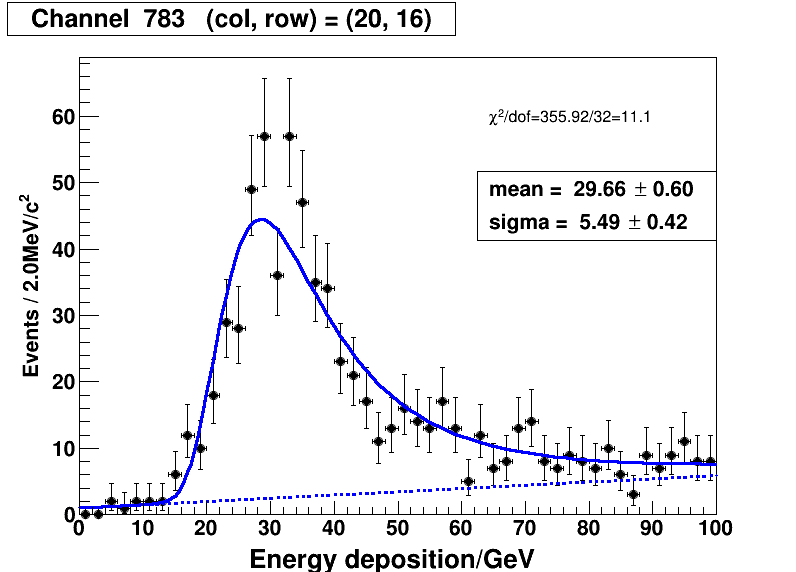 Channel 783 (col, row) = (20, 16)
χ²/dof=355.92/32=11.1
mean = 29.66 ± 0.60
sigma = 5.49 ± 0.42
Events / 2.0MeV/c²
60
50
40
30
20
10
0
0 10 20 30 40 50 60 70 80 90 100
Energy deposition/GeV